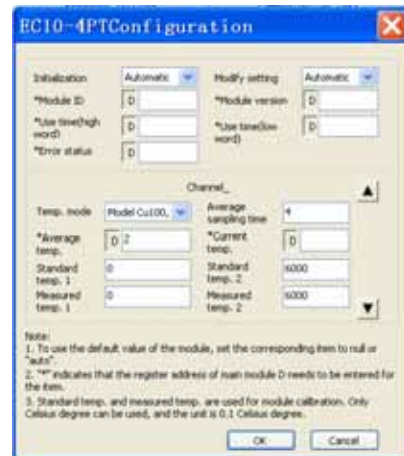 EC10-4PTConfiguration
Initialization Automatic Modify setting Automatic
*Module ID D *Module version D
*Use time(high word) D *Use time(low word) D
*Error status D
Channel_
Temp. mode Model Cu100, Average sampling time 4
*Average temp. D 2 *Current temp. D
Standard temp. 1 0 Standard temp. 2 6000
Measured temp. 1 0 Measured temp. 2 6000
Note:
1. To use the default value of the module, set the corresponding item to null or
"auto".
2. "*" indicates that the register address of main module D needs to be entered for
the item.
3. Standard temp. and measured temp. are used for module calibration. Only
Celsius degree can be used, and the unit is 0.1 Celsius degree.
OK Cancel